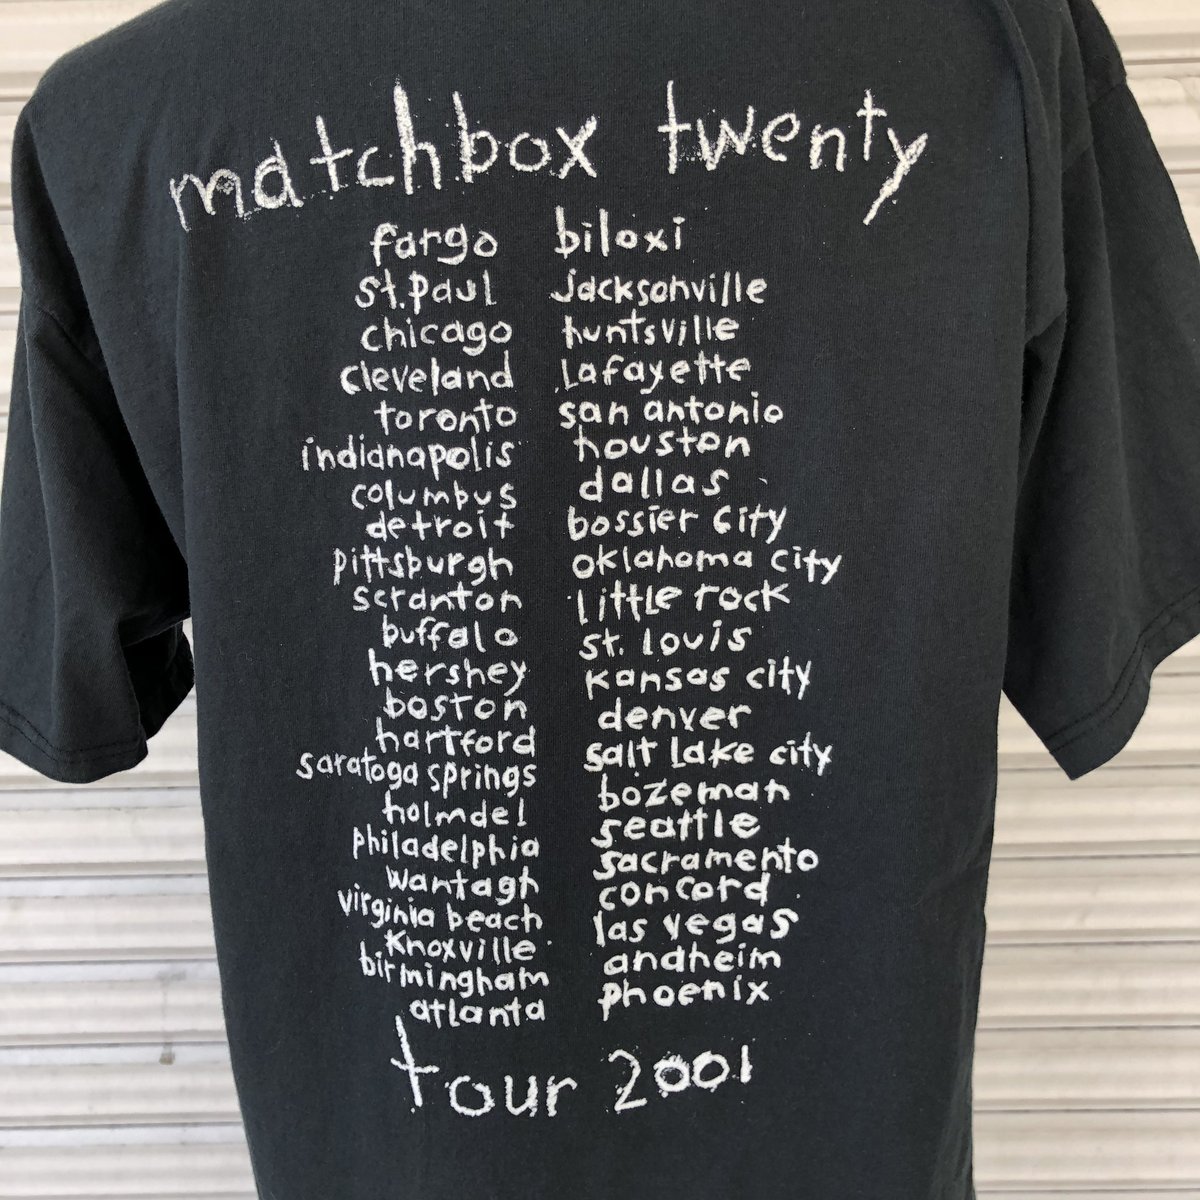 matchbox twenty
fargo
st. paul
chicago
cleveland
toronto
indianapolis
columbus
detroit
pittsburgh
scranton
buffalo
hershey
boston
hartford
saratoga springs
holmdel
philadelphia
wantagh
virginia beach
knoxville
birmingham
atlanta
biloxi
jacksonville
huntsville
Lafayette
san antonio
houston
dallas
bossier city
oklahoma city
little rock
st. louis
kansas city
denver
salt lake city
bozeman
seattle
sacramento
concord
las vegas
anaheim
phoenix
tour 2001